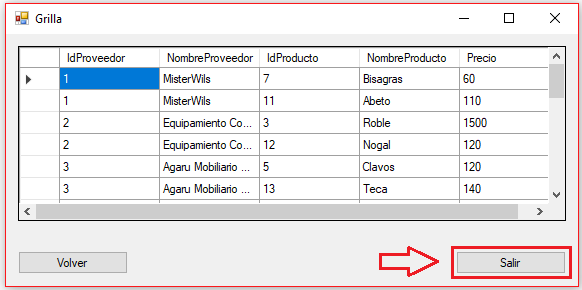 Grilla
IdProveedor NombreProveedor IdProducto NombreProducto Precio
1 MisterWils 7 Bisagras 60
1 MisterWils 11 Abeto 110
2 Equipamiento Co... 3 Roble 1500
2 Equipamiento Co... 12 Nogal 120
3 Agaru Mobiliario ... 5 Clavos 120
3 Agaru Mobiliario ... 13 Teca 140
Volver Salir